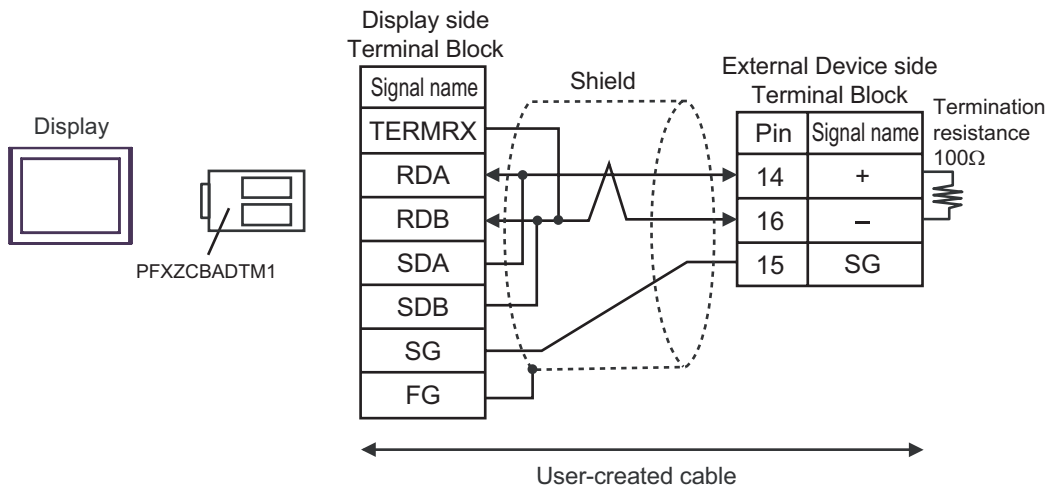 Display
PFXZCBADTM1
Display side
Terminal Block
Signal name
TERMRX
RDA
RDB
SDA
SDB
SG
FG
Shield
External Device side
Terminal Block
Pin Signal name
14 +
16 –
15 SG
Termination
resistance
100Ω
User-created cable